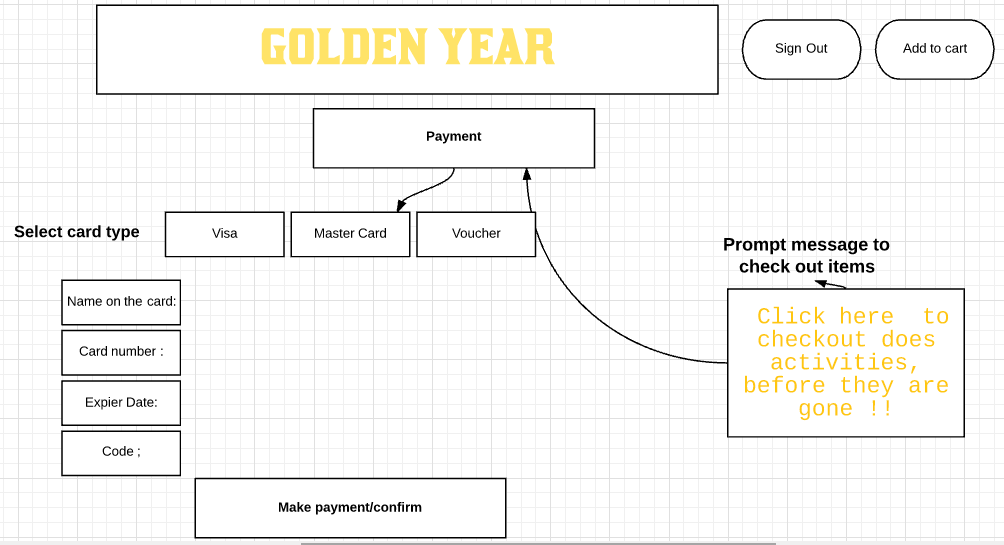 GOLDEN YEAR
Sign Out
Add to cart
Payment
Select card type
Visa
Master Card
Voucher
Prompt message to
check out items
Name on the card:
Card number :
Expier Date:
Code ;
Click here to
checkout does
activities,
before they are
gone !!
Make payment/confirm